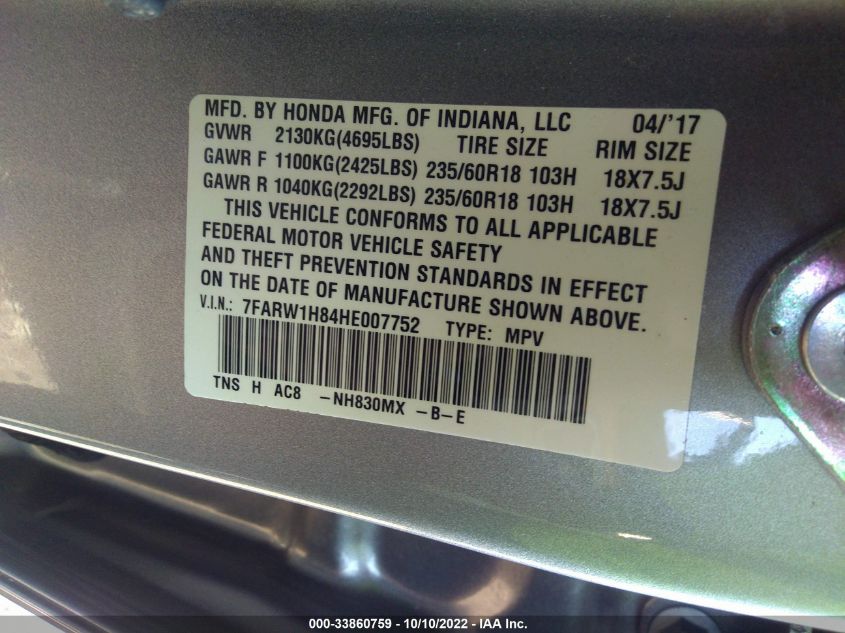 MFD. BY HONDA MFG. OF INDIANA, LLC 04/'17
GVWR 2130KG(4695LBS) TIRE SIZE RIM SIZE
GAWR F 1100KG(2425LBS) 235/60R18 103H 18X7.5J
GAWR R 1040KG(2292LBS) 235/60R18 103H 18X7.5J
THIS VEHICLE CONFORMS TO ALL APPLICABLE
FEDERAL MOTOR VEHICLE SAFETY
AND THEFT PREVENTION STANDARDS IN EFFECT
ON THE DATE OF MANUFACTURE SHOWN ABOVE.
V.I.N.: 7FARW1H84HE007752 TYPE: MPV
TNS H AC8 -NH830MX -B-E
000-33860759 - 10/10/2022 - IAA Inc.